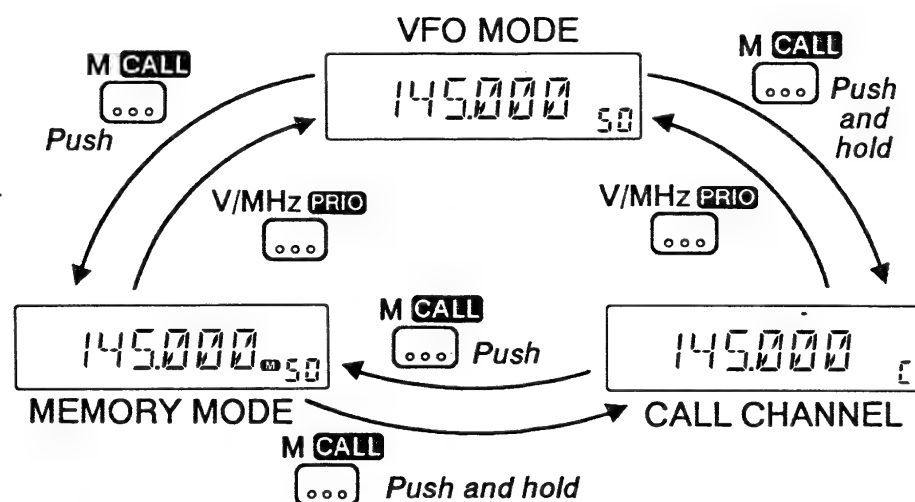 VFO MODE
M CALL
Push
145.000 50
M CALL
Push
and
hold
V/MHz PRIO
V/MHz PRIO
145.000 M 50
MEMORY MODE
M CALL
Push
145.000 C
CALL CHANNEL
M CALL
Push and hold